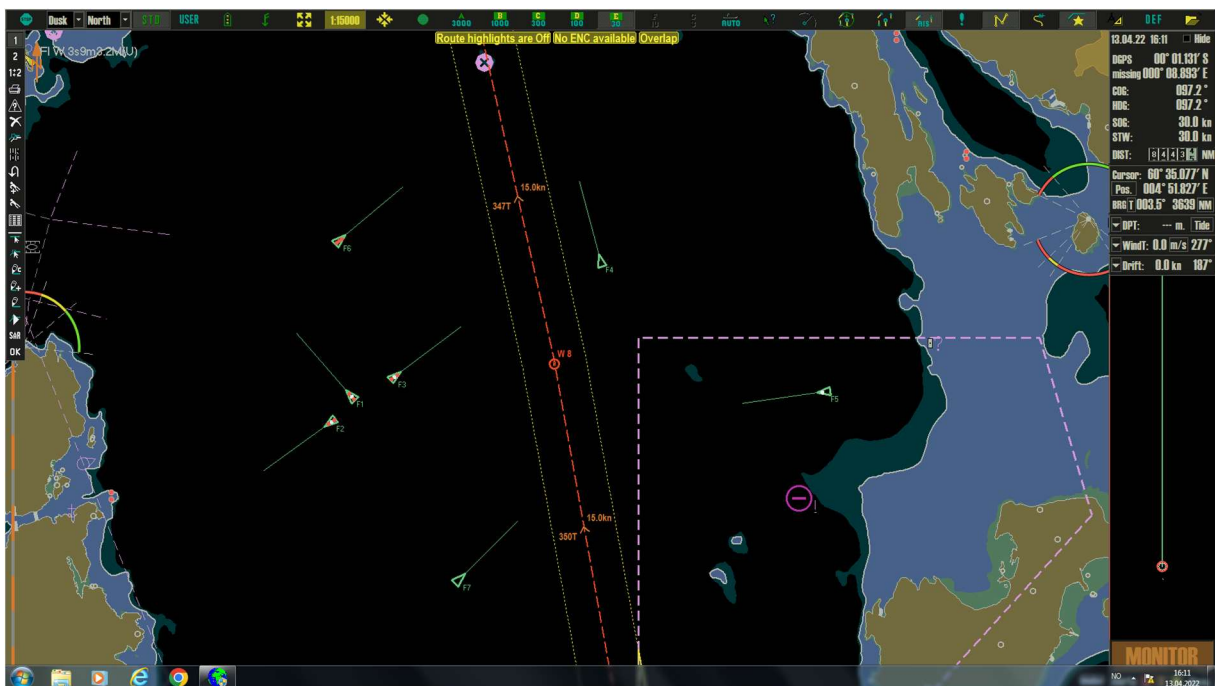 Dusk North STD USER 1:15000 A 3000 B 1000 C 300 D 100 E 30 AUTO AIS DEF
Route highlights are Off No ENC available Overlap
1
2
1:2
SAR
OK
Fl W 3s9m3.2M(U)
15.0kn
347T
F6
F4
W 8
F3
F1
F2
F5
15.0kn
350T
F7
13.04.22 16:11 Hide
DGPS 00° 01.131' S
missing 000° 08.893' E
COG: 097.2 °
HDG: 097.2 °
SOG: 30.0 kn
STW: 30.0 kn
DIST: NM
Cursor: 60° 35.077' N
Pos. 004° 51.827' E
BRG T 003.5° 3639 NM
DPT: --- m. Tide
WindT: 0.0 m/s 277°
Drift: 0.0 kn 187°
MONITOR
NO 16:11
13.04.2022